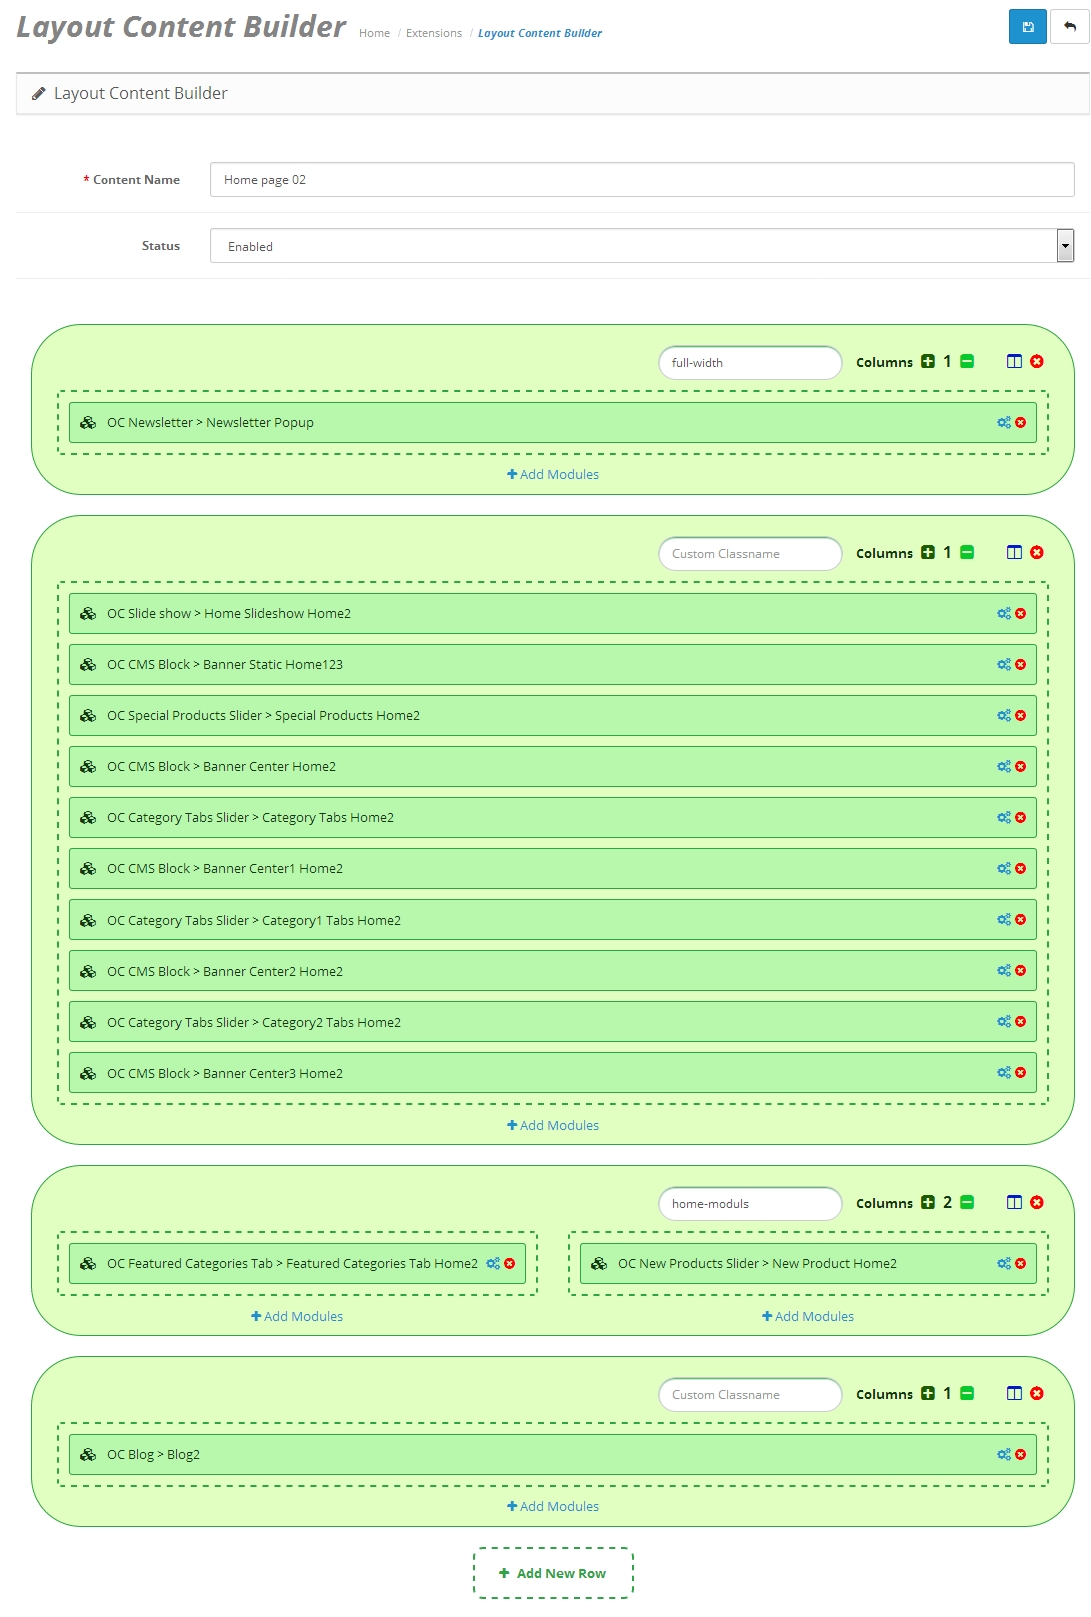 Layout Content Builder Home / Extensions / Layout Content Builder
Layout Content Builder
* Content Name Home page 02
Status Enabled
full-width Columns 1
OC Newsletter > Newsletter Popup
Add Modules
Custom Classname Columns 1
OC Slide show > Home Slideshow Home2
OC CMS Block > Banner Static Home123
OC Special Products Slider > Special Products Home2
OC CMS Block > Banner Center Home2
OC Category Tabs Slider > Category Tabs Home2
OC CMS Block > Banner Center1 Home2
OC Category Tabs Slider > Category1 Tabs Home2
OC CMS Block > Banner Center2 Home2
OC Category Tabs Slider > Category2 Tabs Home2
OC CMS Block > Banner Center3 Home2
Add Modules
home-moduls Columns 2
OC Featured Categories Tab > Featured Categories Tab Home2
Add Modules
OC New Products Slider > New Product Home2
Add Modules
Custom Classname Columns 1
OC Blog > Blog2
Add Modules
Add New Row